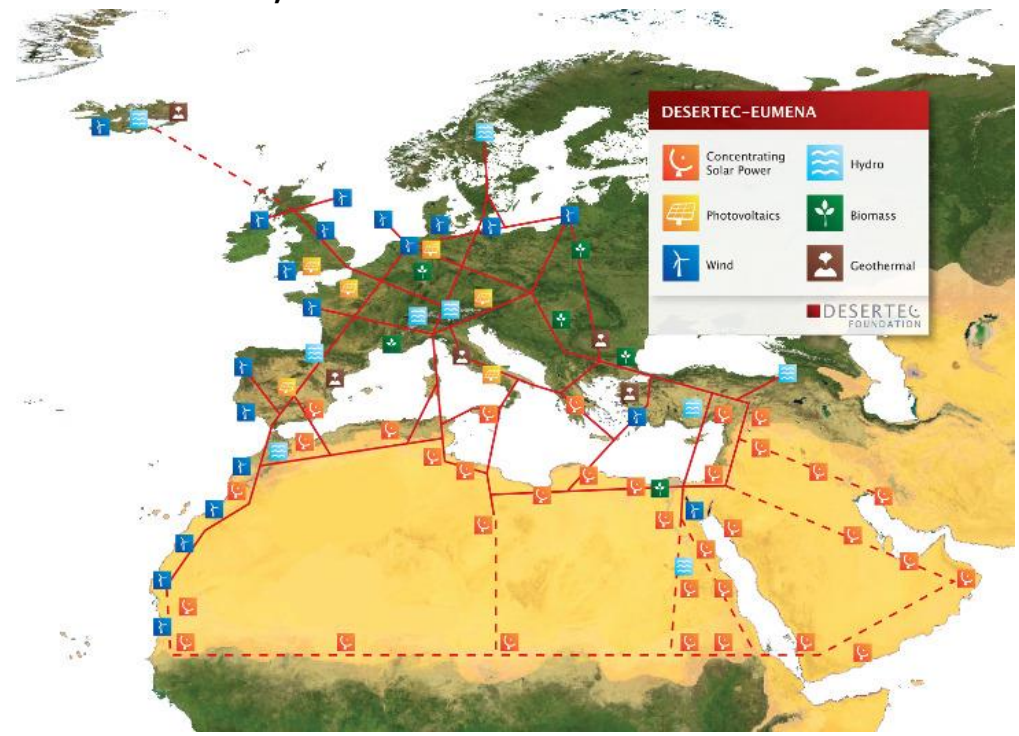 DESERTEC-EUMENA
Concentrating
Solar Power
Hydro
Photovoltaics
Biomass
Wind
Geothermal
DESERTEC
FOUNDATION